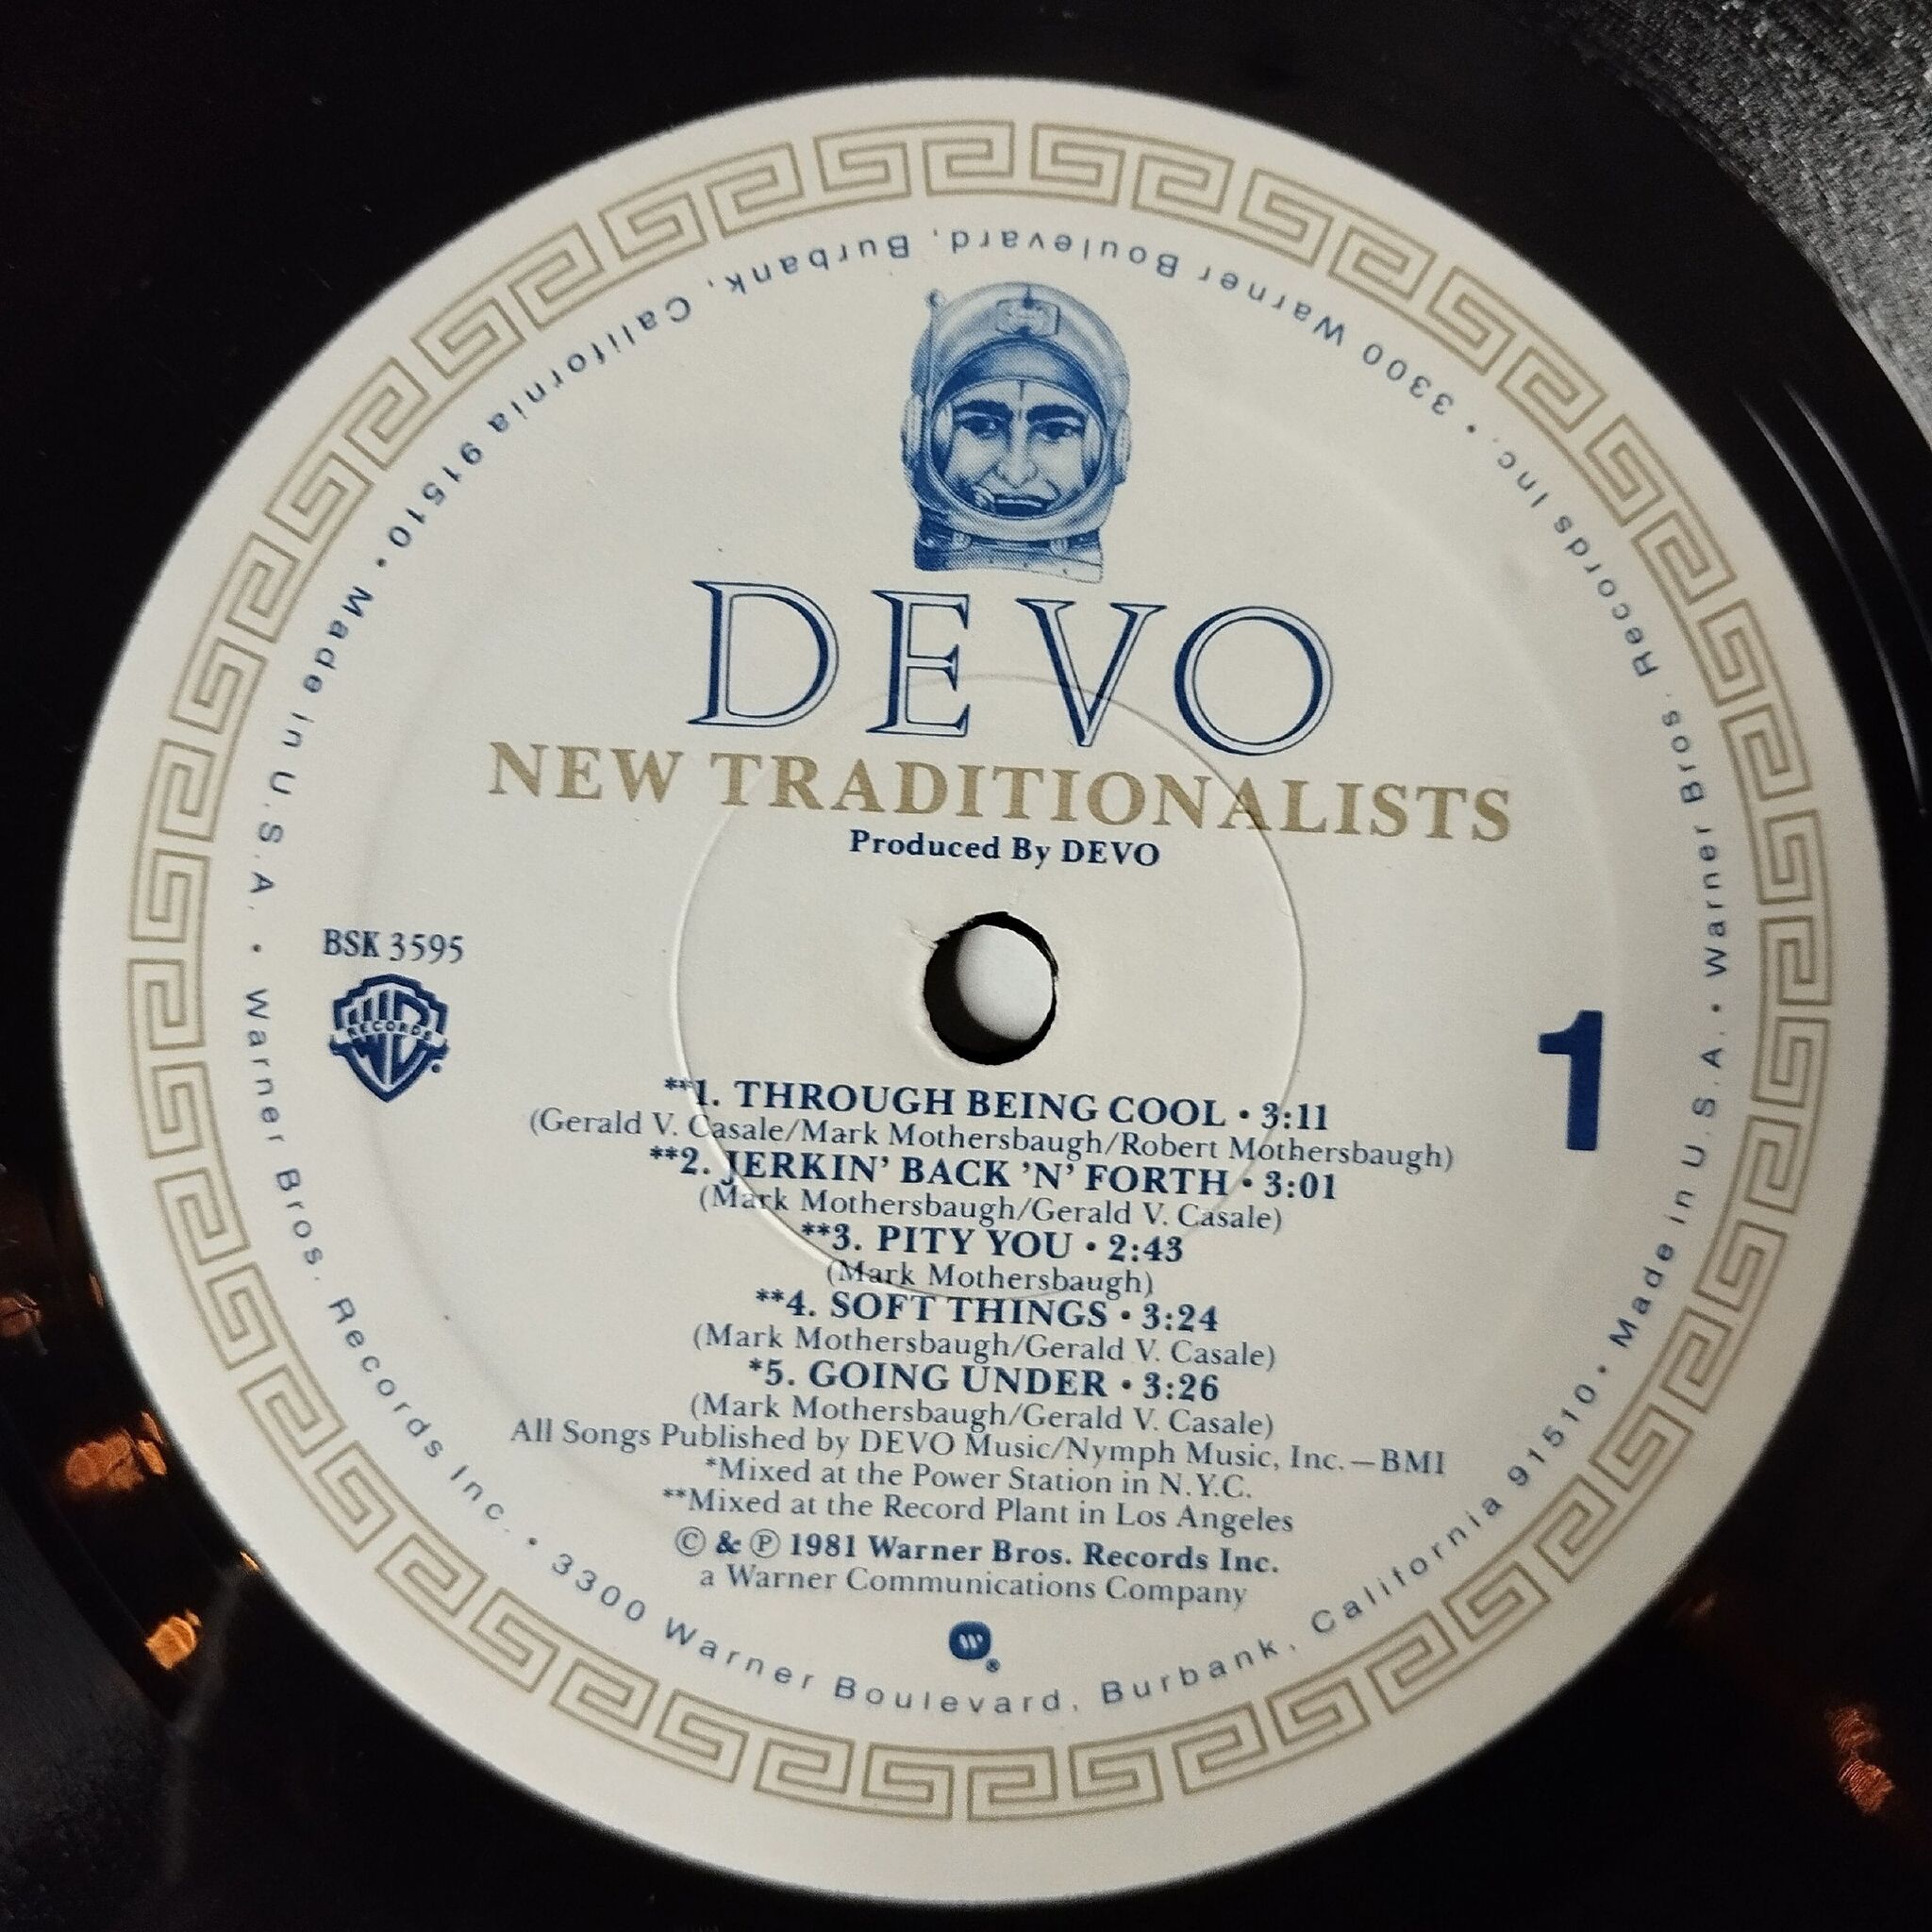 DEVO
NEW TRADITIONALISTS
Produced By DEVO
BSK 3595
RECORDS
1
**1. THROUGH BEING COOL • 3:11
(Gerald V. Casale/Mark Mothersbaugh/Robert Mothersbaugh)
**2. JERKIN’ BACK ’N’ FORTH • 3:01
(Mark Mothersbaugh/Gerald V. Casale)
**3. PITY YOU • 2:43
(Mark Mothersbaugh)
**4. SOFT THINGS • 3:24
(Mark Mothersbaugh/Gerald V. Casale)
*5. GOING UNDER • 3:26
(Mark Mothersbaugh/Gerald V. Casale)
All Songs Published by DEVO Music/Nymph Music, Inc.—BMI
*Mixed at the Power Station in N.Y.C.
**Mixed at the Record Plant in Los Angeles
© & ℗ 1981 Warner Bros. Records Inc.
a Warner Communications Company
Warner Bros. Records Inc. • 3300 Warner Boulevard, Burbank, California 91510 • Made in U.S.A. •
Warner Bros. Records Inc. • 3300 Warner Boulevard, Burbank, California 91510 • Made in U.S.A. •